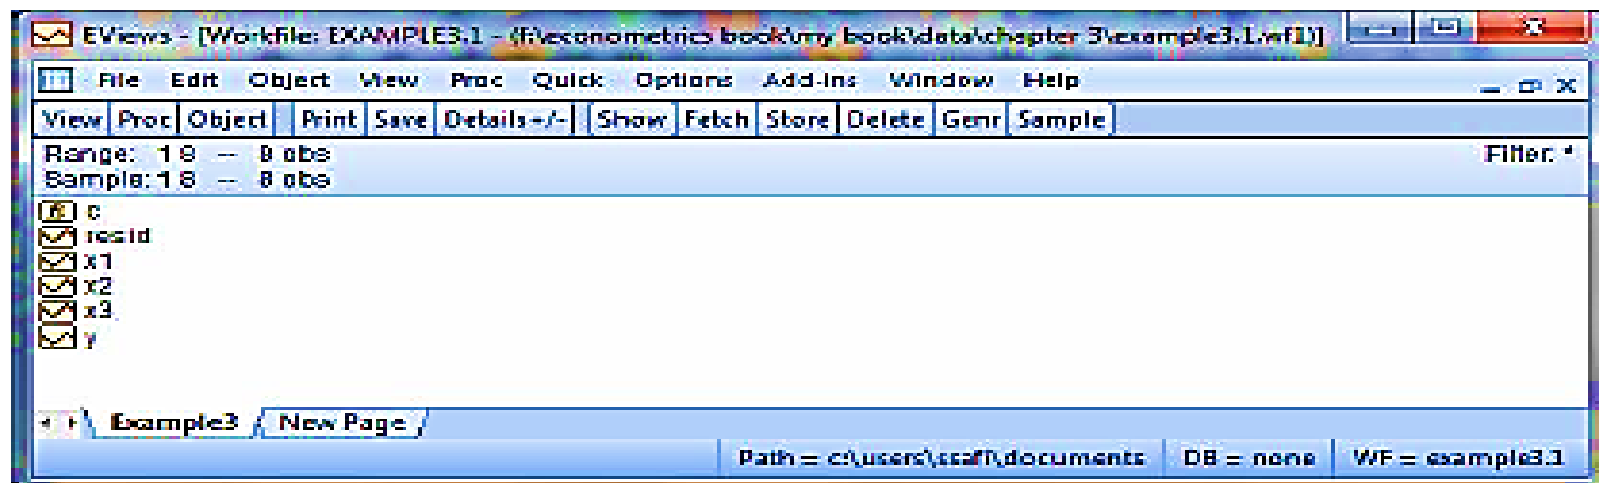 EViews - [Workfile: EXAMPLE3.1 - (f:\econometrics book\my book\data\chapter 3\example3.1.wf1)]
File Edit Object View Proc Quick Options Add-ins Window Help
View Proc Object Print Save Details+/- Show Fetch Store Delete Genr Sample
Range: 1 8 -- 8 obs
Filter: *
Sample: 1 8 -- 8 obs
c
resid
x1
x2
x3
y
Example3 New Page
Path = c:\users\ssafi\documents DB = none WF = example3.1